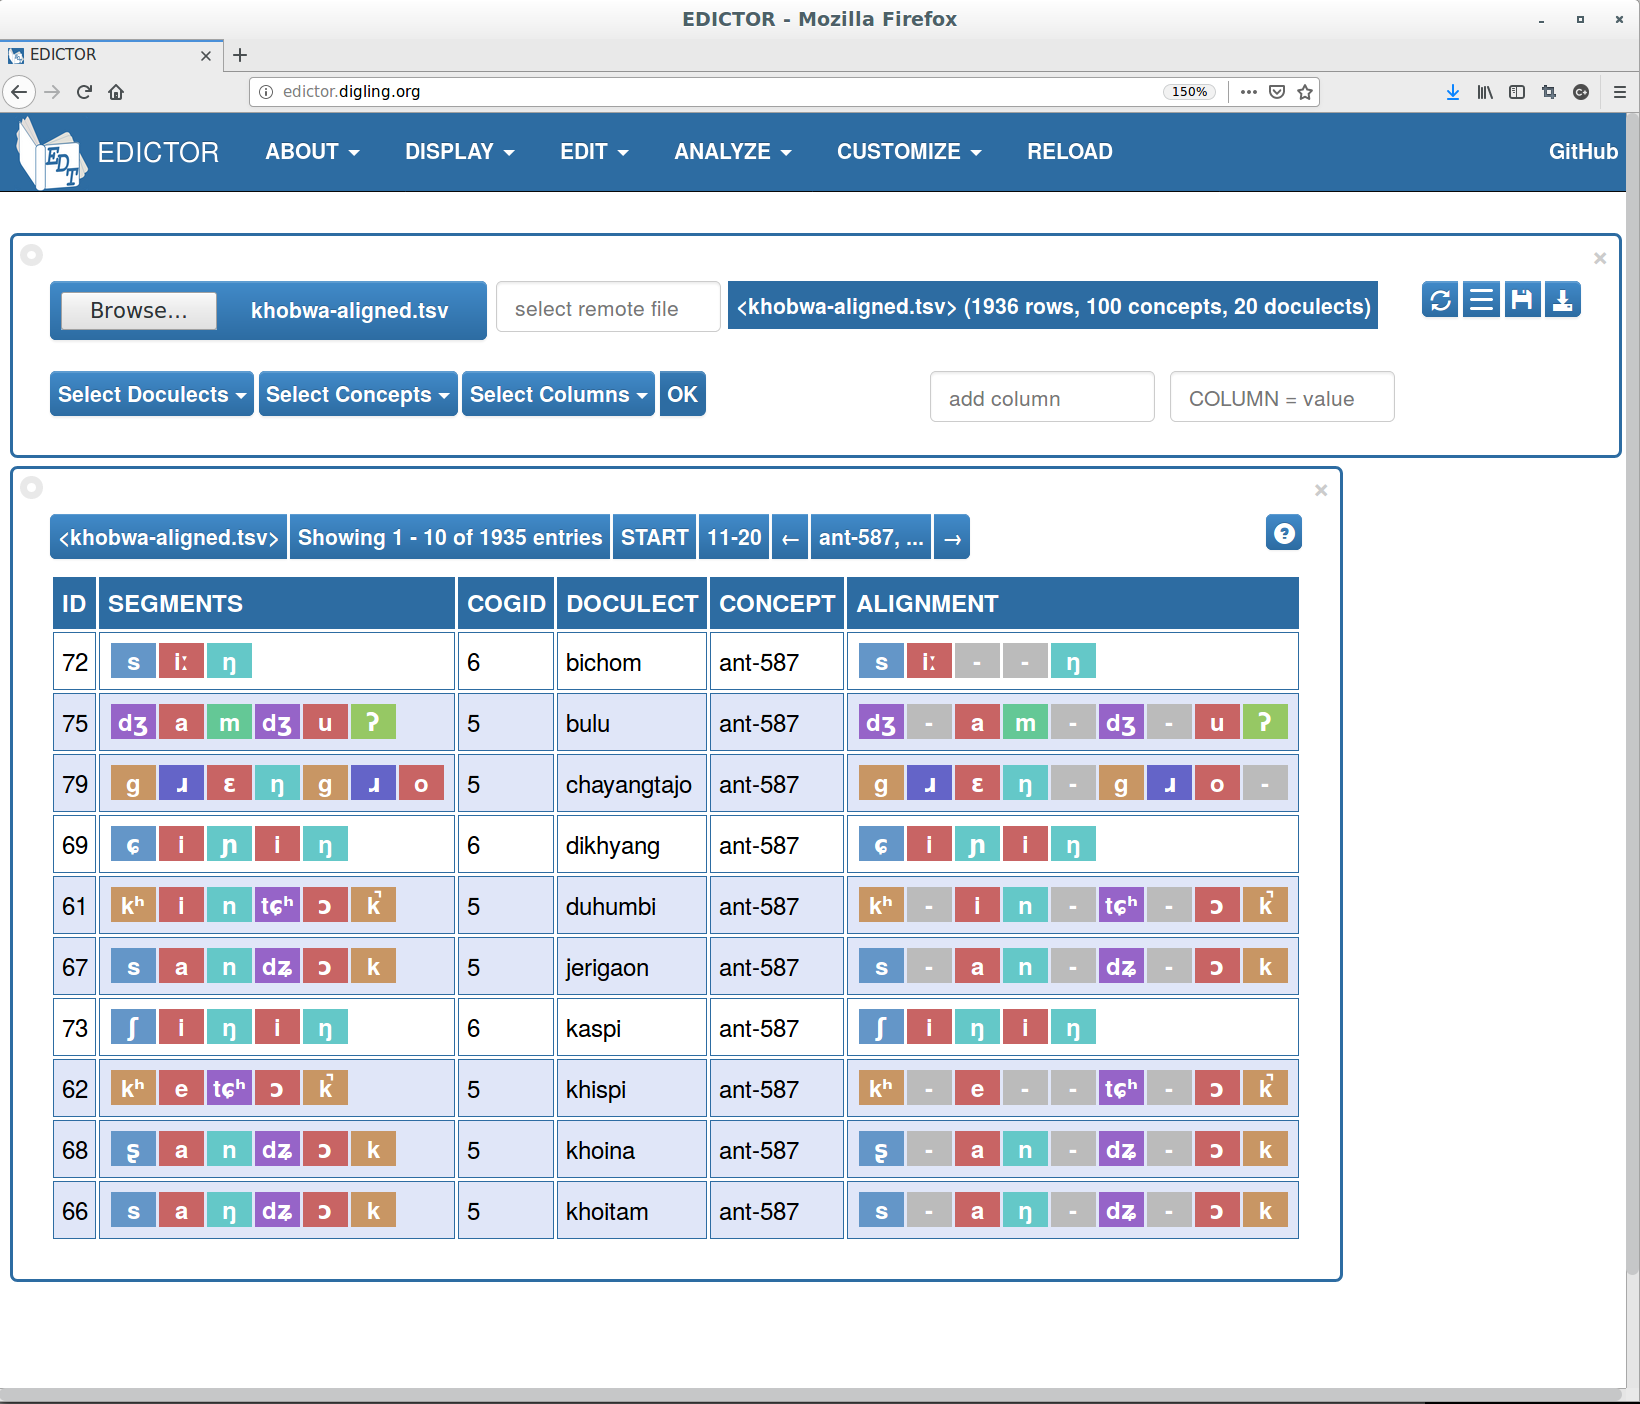 EDICTOR - Mozilla Firefox
EDICTOR
edictor.digling.org 150%
EDT EDICTOR ABOUT DISPLAY EDIT ANALYZE CUSTOMIZE RELOAD GitHub
Browse... khobwa-aligned.tsv select remote file <khobwa-aligned.tsv> (1936 rows, 100 concepts, 20 doculects)
Select Doculects Select Concepts Select Columns OK add column COLUMN = value
<khobwa-aligned.tsv> Showing 1 - 10 of 1935 entries START 11-20 ← ant-587, ... → ?
ID SEGMENTS COGID DOCULECT CONCEPT ALIGNMENT
72 s iː ŋ 6 bichom ant-587 s iː - - ŋ
75 dʒ a m dʒ u ʔ 5 bulu ant-587 dʒ - a m - dʒ - u ʔ
79 g ɹ ɛ ŋ g ɹ o 5 chayangtajo ant-587 g ɹ ɛ ŋ - g ɹ o -
69 ɕ i ɲ i ŋ 6 dikhyang ant-587 ɕ i ɲ i ŋ
61 kʰ i n tɕʰ ɔ k̚ 5 duhumbi ant-587 kʰ - i n - tɕʰ - ɔ k̚
67 s a n dʑ ɔ k 5 jerigaon ant-587 s - a n - dʑ - ɔ k
73 ʃ i ŋ i ŋ 6 kaspi ant-587 ʃ i ŋ i ŋ
62 kʰ e tɕʰ ɔ k̚ 5 khispi ant-587 kʰ - e - - tɕʰ - ɔ k̚
68 ʂ a n dʑ ɔ k 5 khoina ant-587 ʂ - a n - dʑ - ɔ k
66 s a ŋ dʑ ɔ k 5 khoitam ant-587 s - a ŋ - dʑ - ɔ k